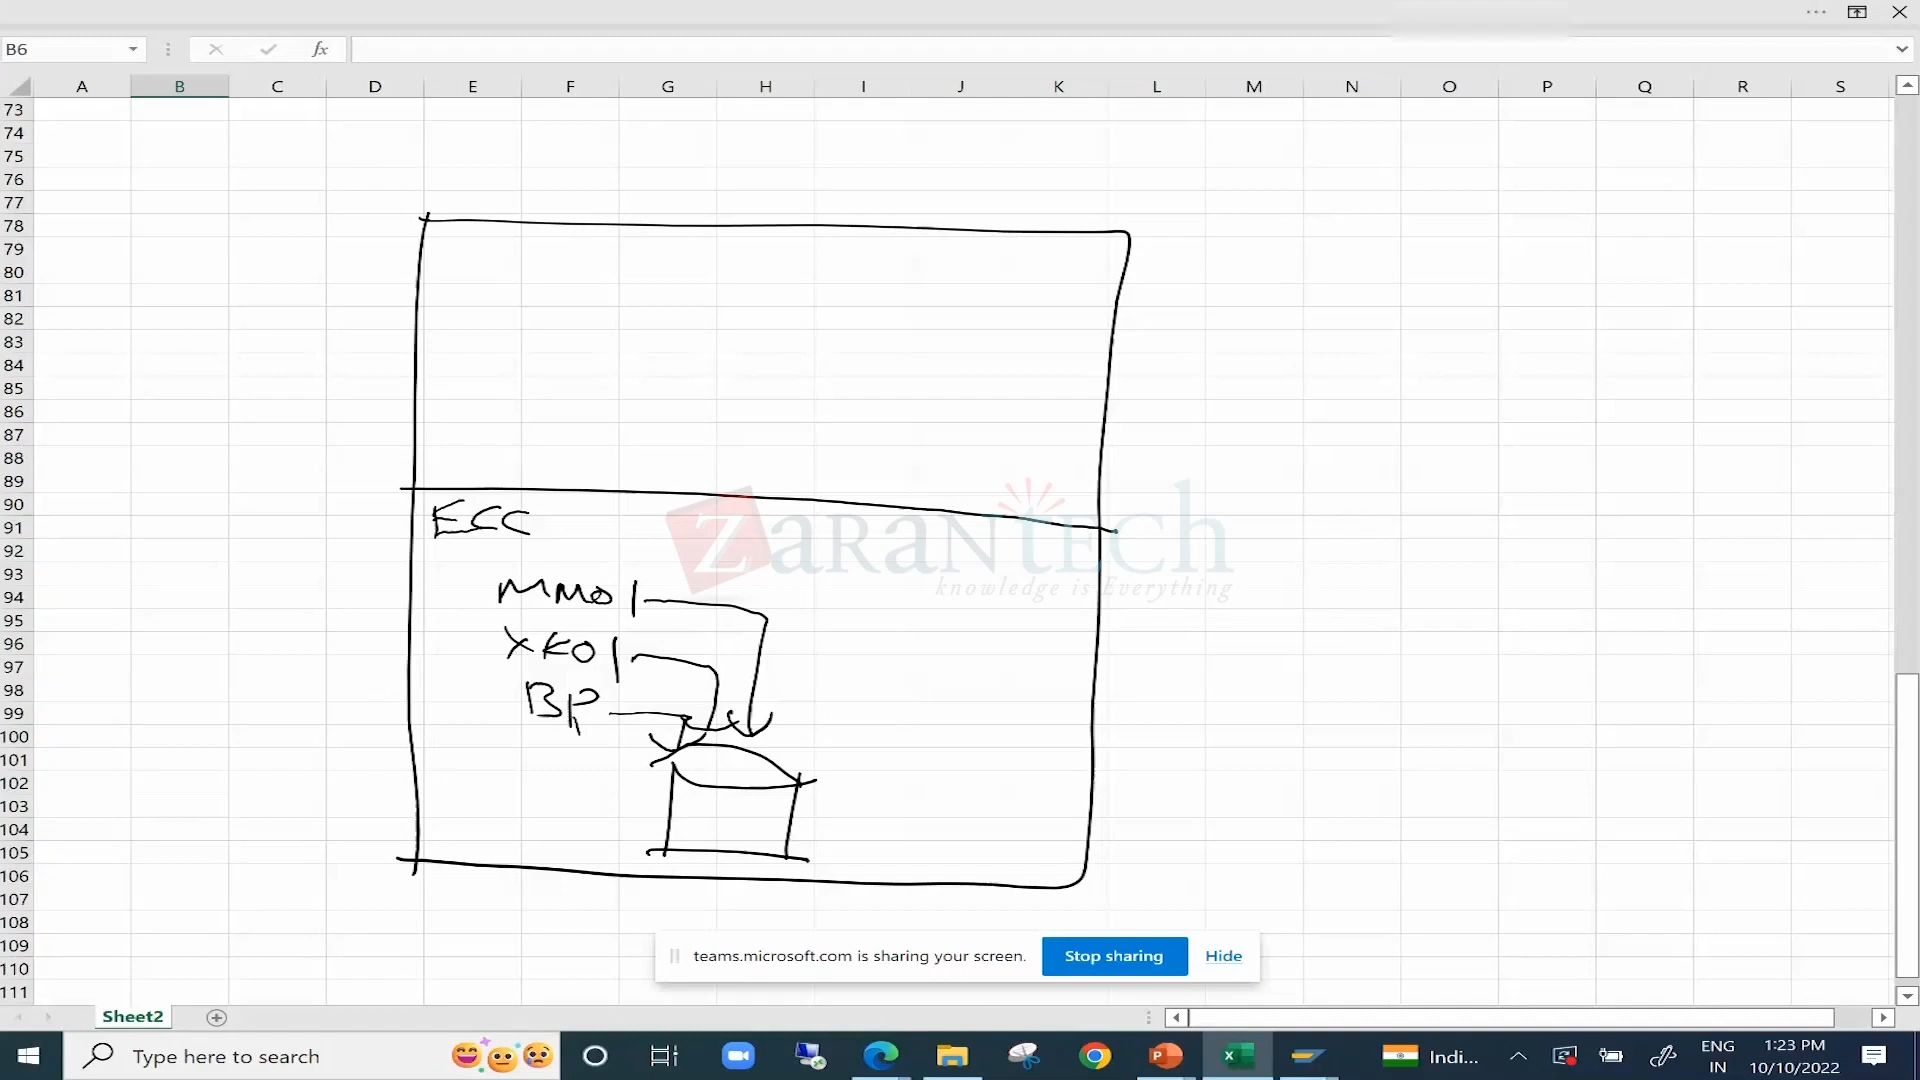 B6
fx
A B C D E F G H I J K L M N O P Q R S
73
74
75
76
77
78
79
80
81
82
83
84
85
86
87
88
89
90
91
92
93
94
95
96
97
98
99
100
101
102
103
104
105
106
107
108
109
110
111
ECC
MM01
XK01
BP
ZaranTech
knowledge is Everything
teams.microsoft.com is sharing your screen.
Stop sharing
Hide
Sheet2
Type here to search
Indi...
ENG
IN
1:23 PM
10/10/2022